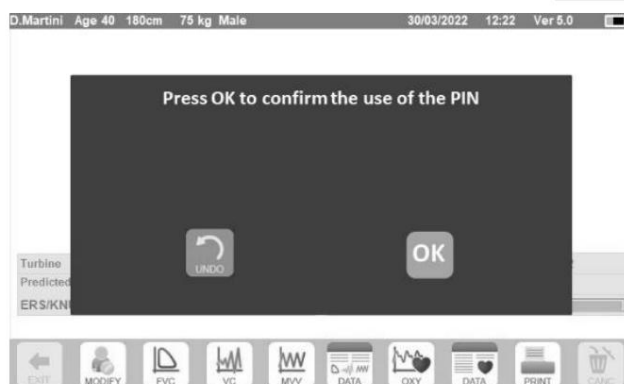 D.Martini Age 40 180cm 75 kg Male 30/03/2022 12:22 Ver 5.0
Press OK to confirm the use of the PIN
UNDO OK
Turbine
Predicted
ERS/KN
EXIT MODIFY FVC VC MVV DATA OXY DATA PRINT CANC